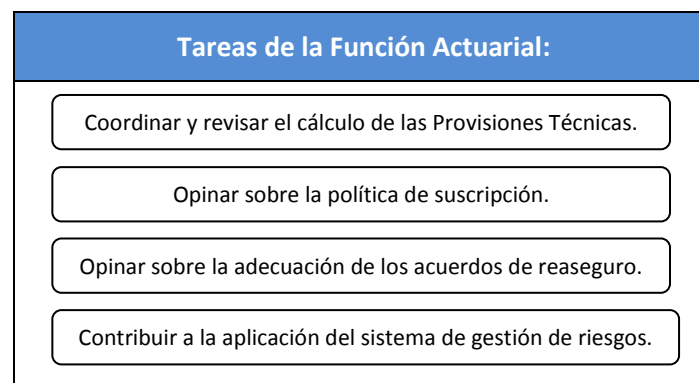 Tareas de la Función Actuarial:
Coordinar y revisar el cálculo de las Provisiones Técnicas.
Opinar sobre la política de suscripción.
Opinar sobre la adecuación de los acuerdos de reaseguro.
Contribuir a la aplicación del sistema de gestión de riesgos.